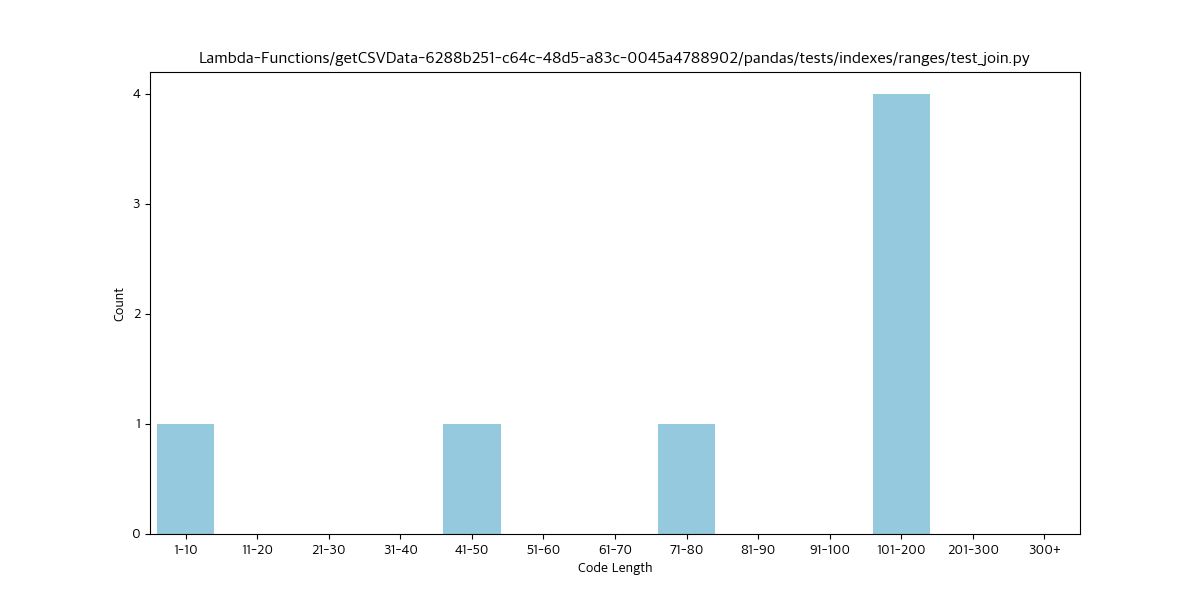 Lambda-Functions/getCSVData-6288b251-c64c-48d5-a83c-0045a4788902/pandas/tests/indexes/ranges/test_join.py
4
3
2
1
0
Count
1-10 11-20 21-30 31-40 41-50 51-60 61-70 71-80 81-90 91-100 101-200 201-300 300+
Code Length